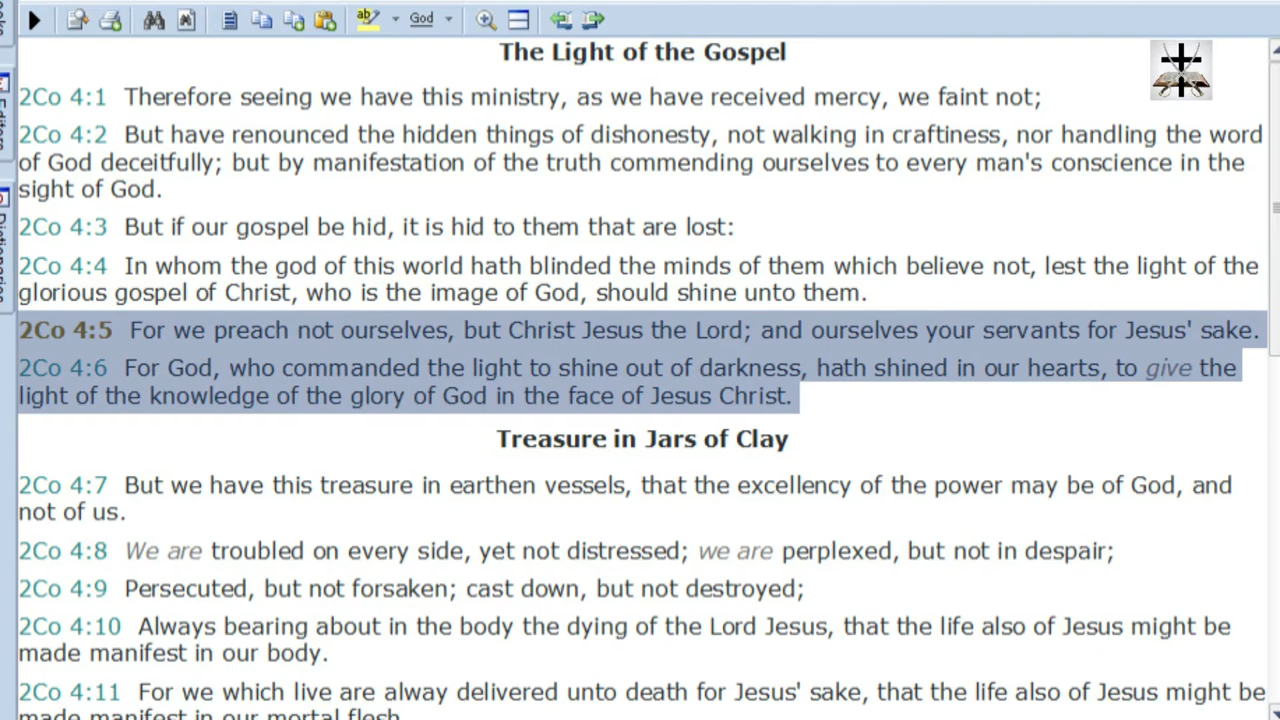 God
The Light of the Gospel
2Co 4:1 Therefore seeing we have this ministry, as we have received mercy, we faint not;
2Co 4:2 But have renounced the hidden things of dishonesty, not walking in craftiness, nor handling the word
of God deceitfully; but by manifestation of the truth commending ourselves to every man's conscience in the
sight of God.
2Co 4:3 But if our gospel be hid, it is hid to them that are lost:
2Co 4:4 In whom the god of this world hath blinded the minds of them which believe not, lest the light of the
glorious gospel of Christ, who is the image of God, should shine unto them.
2Co 4:5 For we preach not ourselves, but Christ Jesus the Lord; and ourselves your servants for Jesus' sake.
2Co 4:6 For God, who commanded the light to shine out of darkness, hath shined in our hearts, to give the
light of the knowledge of the glory of God in the face of Jesus Christ.
Treasure in Jars of Clay
2Co 4:7 But we have this treasure in earthen vessels, that the excellency of the power may be of God, and
not of us.
2Co 4:8 We are troubled on every side, yet not distressed; we are perplexed, but not in despair;
2Co 4:9 Persecuted, but not forsaken; cast down, but not destroyed;
2Co 4:10 Always bearing about in the body the dying of the Lord Jesus, that the life also of Jesus might be
made manifest in our body.
2Co 4:11 For we which live are alway delivered unto death for Jesus' sake, that the life also of Jesus might be
made manifest in our mortal flesh